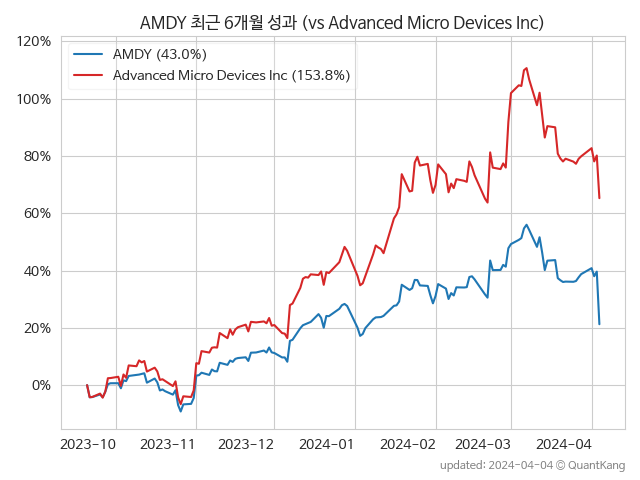 AMDY 최근 6개월 성과 (vs Advanced Micro Devices Inc)
120%
AMDY (43.0%)
Advanced Micro Devices Inc (153.8%)
100%
80%
60%
40%
20%
0%
2023-10 2023-11 2023-12 2024-01 2024-02 2024-03 2024-04
updated: 2024-04-04 © QuantKang